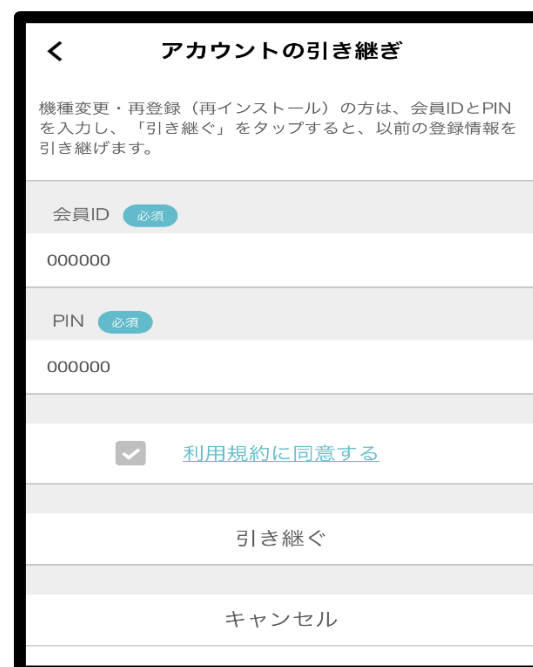 アカウントの引き継ぎ
機種変更・再登録（再インストール）の方は、会員IDとPIN
を入力し、「引き継ぐ」をタップすると、以前の登録情報を
引き継げます。
会員ID 必須
000000
PIN 必須
000000
利用規約に同意する
引き継ぐ
キャンセル